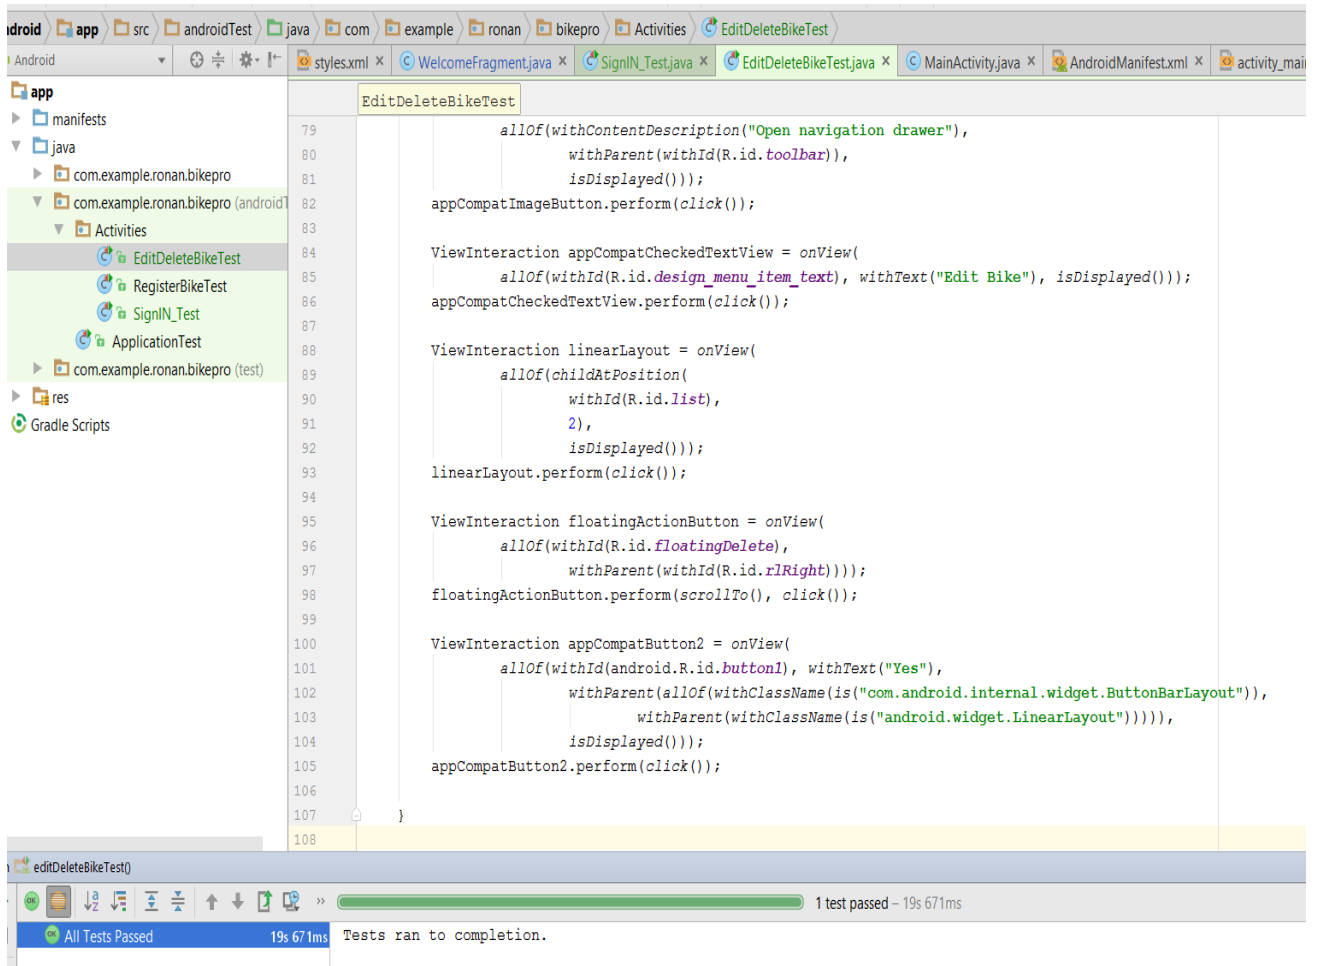 ndroid app src androidTest java com example ronan bikepro Activities EditDeleteBikeTest
Android styles.xml × WelcomeFragment.java × SignIN_Test.java × EditDeleteBikeTest.java × MainActivity.java × AndroidManifest.xml × activity_mai
app
manifests
java
com.example.ronan.bikepro
com.example.ronan.bikepro (androidT
Activities
EditDeleteBikeTest
RegisterBikeTest
SignIN_Test
ApplicationTest
com.example.ronan.bikepro (test)
res
Gradle Scripts
EditDeleteBikeTest
79 allOf(withContentDescription("Open navigation drawer"),
80 withParent(withId(R.id.toolbar)),
81 isDisplayed()));
82 appCompatImageButton.perform(click());
83
84 ViewInteraction appCompatCheckedTextView = onView(
85 allOf(withId(R.id.design_menu_item_text), withText("Edit Bike"), isDisplayed()));
86 appCompatCheckedTextView.perform(click());
87
88 ViewInteraction linearLayout = onView(
89 allOf(childAtPosition(
90 withId(R.id.list),
91 2),
92 isDisplayed()));
93 linearLayout.perform(click());
94
95 ViewInteraction floatingActionButton = onView(
96 allOf(withId(R.id.floatingDelete),
97 withParent(withId(R.id.rlRight))));
98 floatingActionButton.perform(scrollTo(), click());
99
100 ViewInteraction appCompatButton2 = onView(
101 allOf(withId(android.R.id.button1), withText("Yes"),
102 withParent(allOf(withClassName(is("com.android.internal.widget.ButtonBarLayout")),
103 withParent(withClassName(is("android.widget.LinearLayout"))))),
104 isDisplayed()));
105 appCompatButton2.perform(click());
106
107 }
108
editDeleteBikeTest()
1 test passed – 19s 671ms
All Tests Passed 19s 671ms
Tests ran to completion.